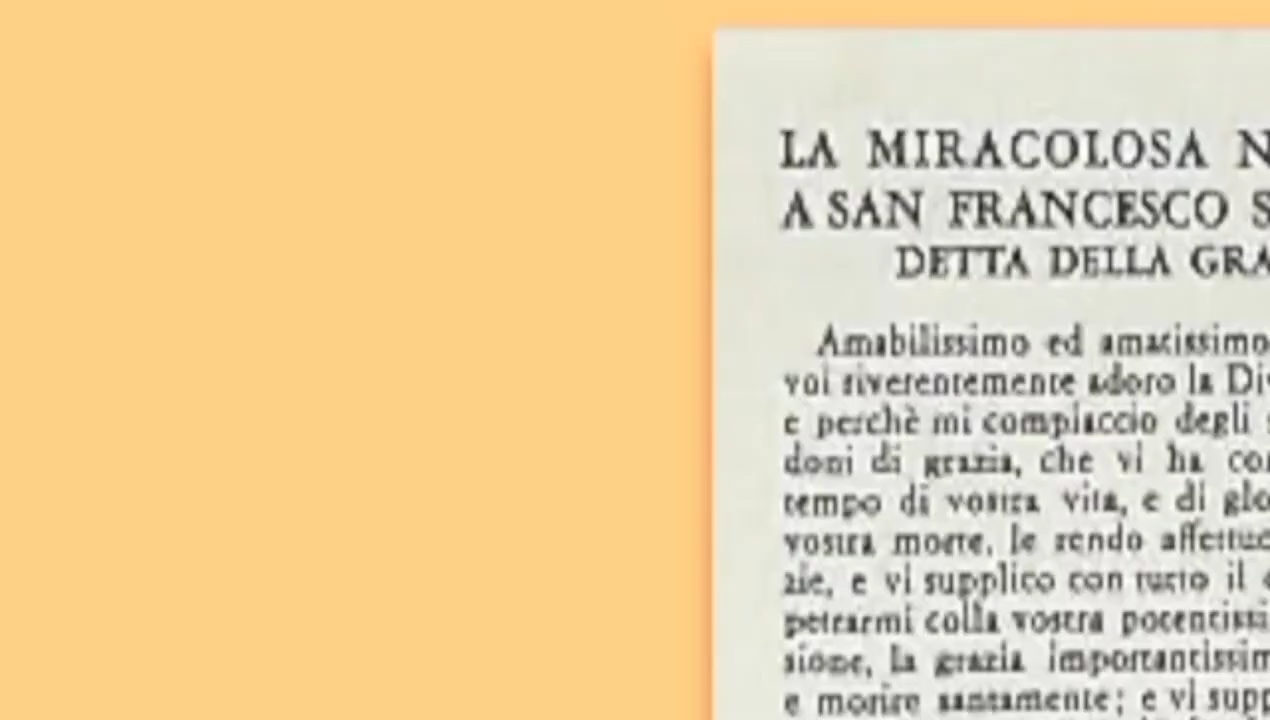 LA MIRACOLOSA N
A SAN FRANCESCO S
DETTA DELLA GRA
Amabilissimo ed amatissimo
voi riverentemente adoro la Div
e perchè mi compiaccio degli s
doni di grazia, che vi ha con
tempo di vostra vita, e di glo
vostra morte, le rendo affettuo
zie, e vi supplico con tutto il c
petrarmi colla vostra potentissi
sione, la grazia importantissim
e morire santamente; e vi supp